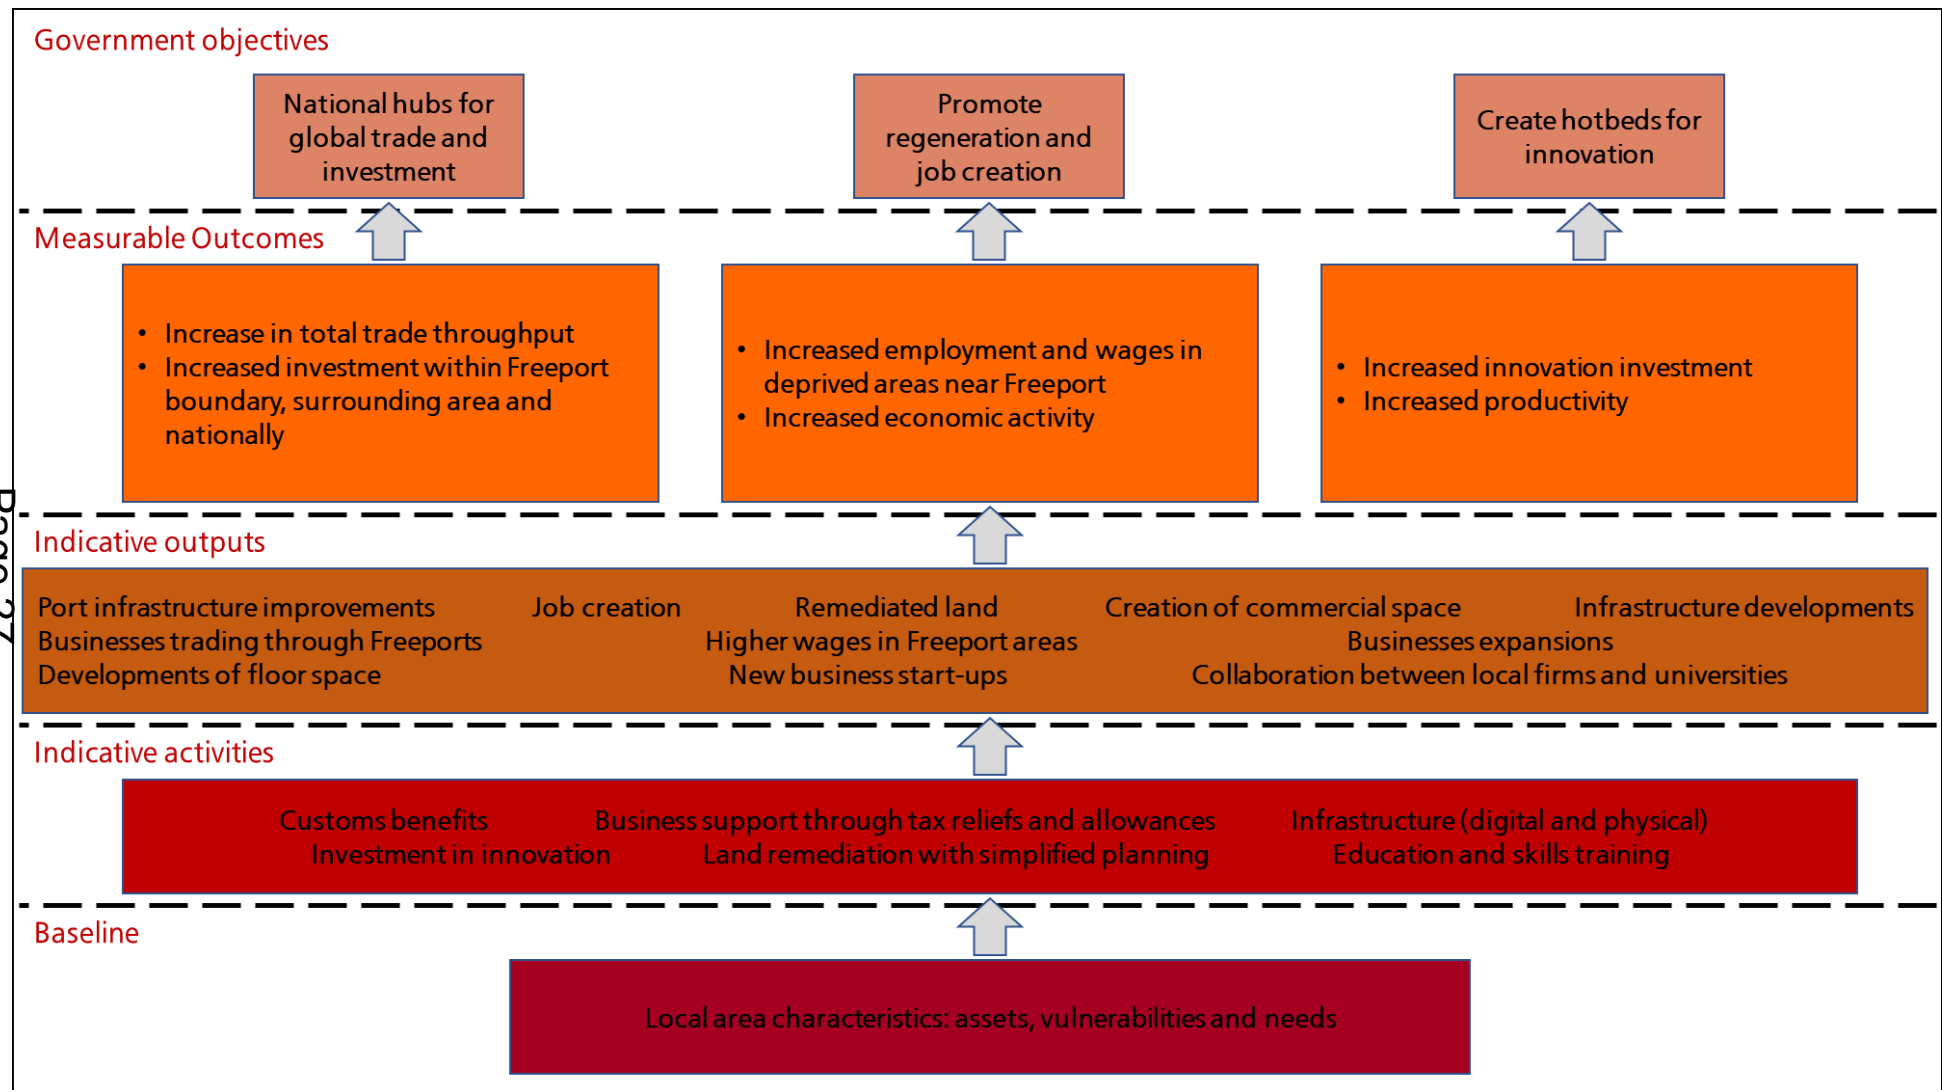 Government objectives
National hubs for
global trade and
investment
Promote
regeneration and
job creation
Create hotbeds for
innovation
Measurable Outcomes
• Increase in total trade throughput
• Increased investment within Freeport
boundary, surrounding area and
nationally
• Increased employment and wages in
deprived areas near Freeport
• Increased economic activity
• Increased innovation investment
• Increased productivity
Indicative outputs
Port infrastructure improvements Job creation Remediated land Creation of commercial space Infrastructure developments
Businesses trading through Freeports Higher wages in Freeport areas Businesses expansions
Developments of floor space New business start-ups Collaboration between local firms and universities
Indicative activities
Customs benefits Business support through tax reliefs and allowances Infrastructure (digital and physical)
Investment in innovation Land remediation with simplified planning Education and skills training
Baseline
Local area characteristics: assets, vulnerabilities and needs
Page 27